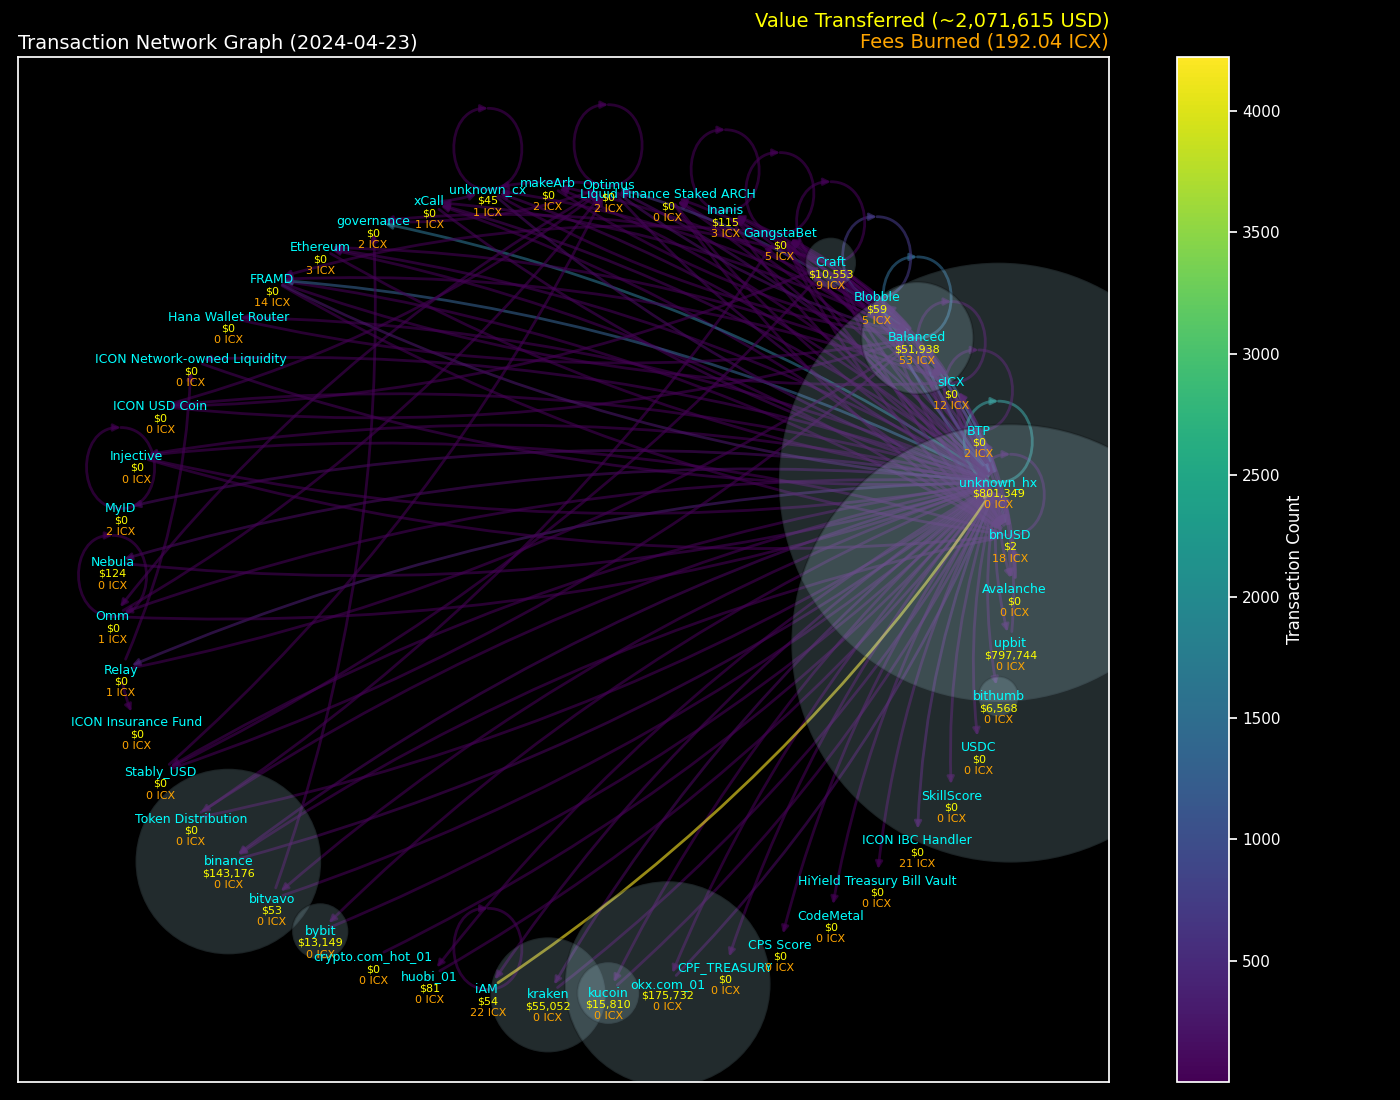 Value Transferred (~2,071,615 USD)
Transaction Network Graph (2024-04-23)
Fees Burned (192.04 ICX)
unknown_cx
$45
1 ICX
makeArb
$0
2 ICX
Optimus
$0
2 ICX
Liquid Finance Staked ARCH
$0
0 ICX
xCall
$0
1 ICX
Inanis
$115
3 ICX
governance
$0
2 ICX
GangstaBet
$0
5 ICX
Ethereum
$0
3 ICX
Craft
$10,553
9 ICX
FRAMD
$0
14 ICX
Blobble
$59
5 ICX
Hana Wallet Router
$0
0 ICX
Balanced
$51,938
53 ICX
ICON Network-owned Liquidity
$0
0 ICX
sICX
$0
12 ICX
ICON USD Coin
$0
0 ICX
BTP
$0
2 ICX
Injective
$0
0 ICX
unknown_hx
$801,349
0 ICX
MyID
$0
2 ICX
bnUSD
$2
18 ICX
Nebula
$124
0 ICX
Avalanche
$0
0 ICX
Omm
$0
1 ICX
upbit
$797,744
0 ICX
Relay
$0
1 ICX
bithumb
$6,568
0 ICX
ICON Insurance Fund
$0
0 ICX
USDC
$0
0 ICX
Stably_USD
$0
0 ICX
SkillScore
$0
0 ICX
Token Distribution
$0
0 ICX
ICON IBC Handler
$0
21 ICX
binance
$143,176
0 ICX
HiYield Treasury Bill Vault
$0
0 ICX
bitvavo
$53
0 ICX
CodeMetal
$0
0 ICX
bybit
$13,149
0 ICX
CPS Score
$0
ICX
crypto.com_hot_01
$0
0 ICX
CPF_TREASURY
$0
0 ICX
huobi_01
$81
0 ICX
okx.com_01
$175,732
0 ICX
iAM
$54
22 ICX
kraken
$55,052
0 ICX
kucoin
$15,810
0 ICX
4000
3500
3000
2500
2000
1500
1000
500
Transaction Count